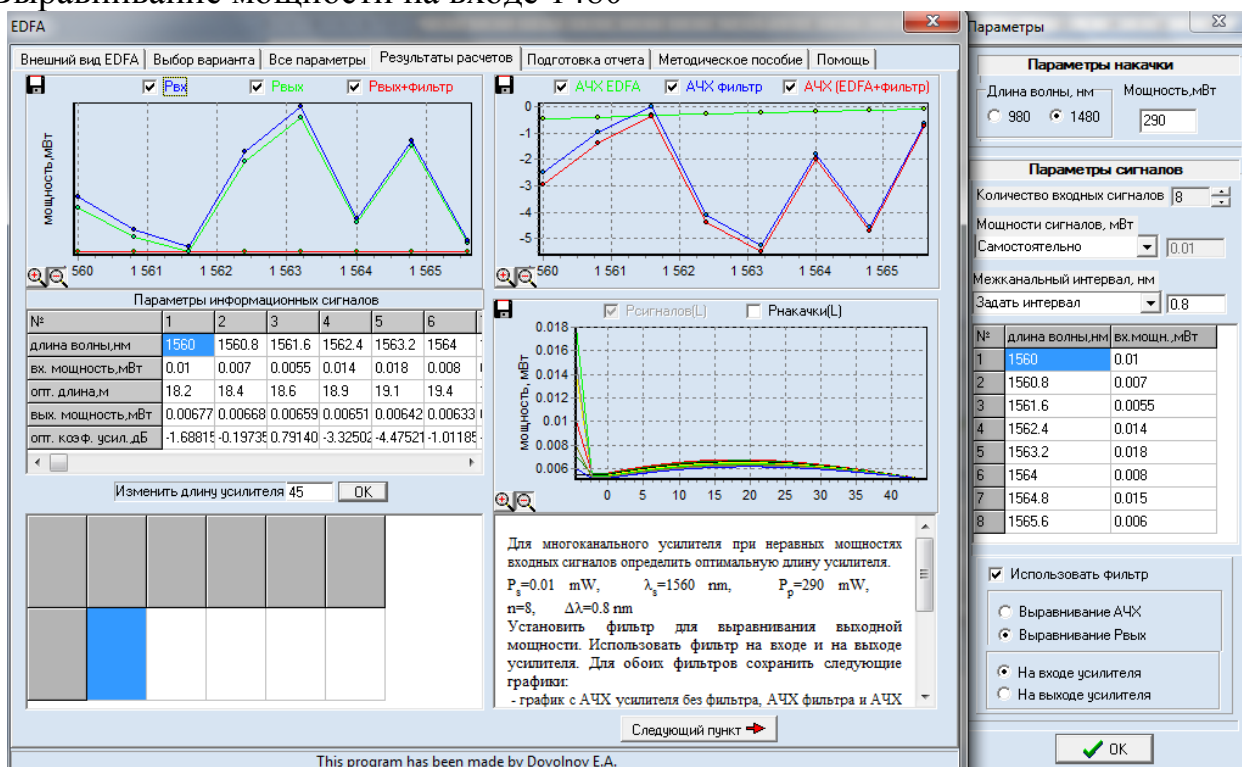 Выравнивание мощности на входе 1480
EDFA
Внешний вид EDFA Выбор варианта Все параметры Результаты расчетов Подготовка отчета Методическое пособие Помощь
Pвх Pвых Pвых+фильтр
мощность,мВт
1 561 1 562 1 563 1 564 1 565
560
АЧХ EDFA АЧХ фильтр АЧХ (EDFA+фильтр)
0
-1
-2
-3
-4
-5
560 1 561 1 562 1 563 1 564 1 565
Параметры информационных сигналов
№ 1 2 3 4 5 6
длина волны,нм 1560 1560.8 1561.6 1562.4 1563.2 1564
вх. мощность,мВт 0.01 0.007 0.0055 0.014 0.018 0.008
опт. длина,м 18.2 18.4 18.6 18.9 19.1 19.4
вых. мощность,мВт 0.00677 0.00668 0.00659 0.00651 0.00642 0.00633
опт. коэф. усил.,дБ -1.68815 -0.19735 0.79140 -3.32502 -4.47521 -1.01185
Изменить длину усилителя 45 OK
Pсигналов(L) Pнакачки(L)
мощность, мВт
0.018
0.016
0.014
0.012
0.01
0.008
0.006
0 5 10 15 20 25 30 35 40
Для многоканального усилителя при неравных мощностях
входных сигналов определить оптимальную длину усилителя.
Ps=0.01 mW, λs=1560 nm, Pp=290 mW,
n=8, Δλ=0.8 nm
Установить фильтр для выравнивания выходной
мощности. Использовать фильтр на входе и на выходе
усилителя. Для обоих фильтров сохранить следующие
графики:
- график с АЧХ усилителя без фильтра, АЧХ фильтра и АЧХ
Следующий пункт
This program has been made by Dovolnov E.A.
Параметры
Параметры накачки
Длина волны, нм Мощность,мВт
980 1480 290
Параметры сигналов
Количество входных сигналов 8
Мощности сигналов, мВт
Самостоятельно 0.01
Межканальный интервал, нм
Задать интервал 0.8
№ длина волны,нм вх.мощн.,мВт
1 1560 0.01
2 1560.8 0.007
3 1561.6 0.0055
4 1562.4 0.014
5 1563.2 0.018
6 1564 0.008
7 1564.8 0.015
8 1565.6 0.006
Использовать фильтр
Выравнивание АЧХ
Выравнивание Pвых
На входе усилителя
На выходе усилителя
OK